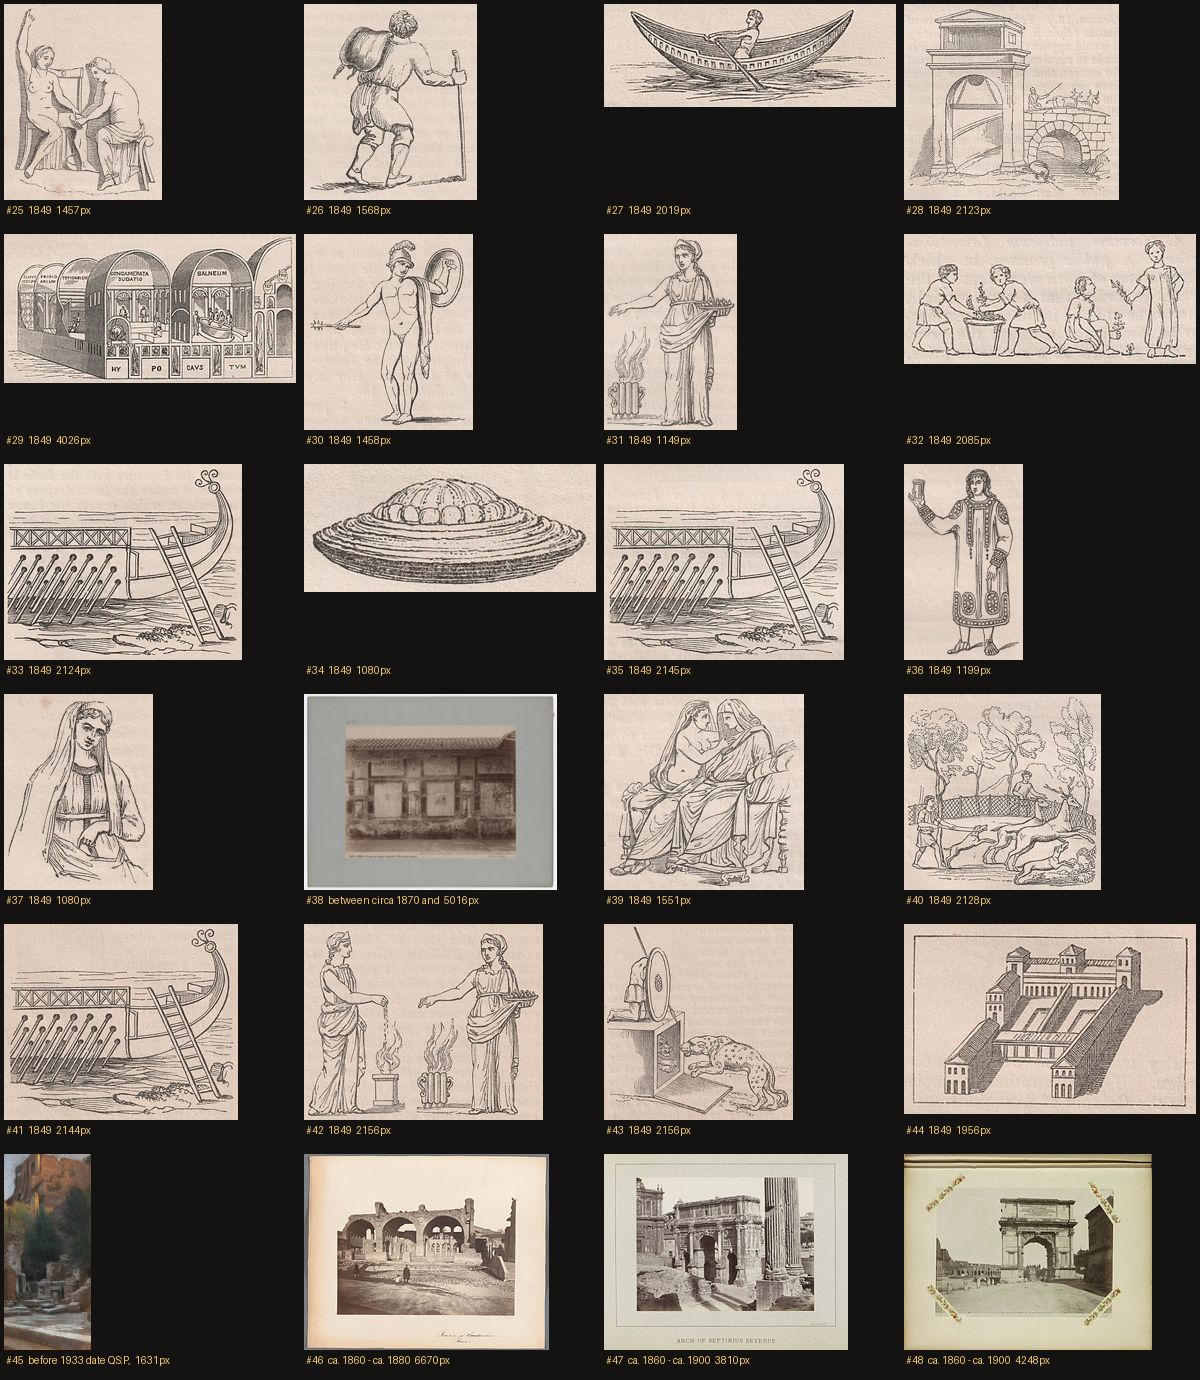 #25 1849 1457px
#26 1849 1568px
#27 1849 2019px
#28 1849 2123px
FRIGID
ARIUM
TEPIDARIUM
CONCAMERATA
SUDATIO
BALNEUM
HY PO CAVS TVM
#29 1849 4026px
#30 1849 1458px
#31 1849 1149px
#32 1849 2085px
#33 1849 2124px
#34 1849 1080px
#35 1849 2145px
#36 1849 1199px
#37 1849 1080px
#38 between circa 1870 and 5016px
#39 1849 1551px
#40 1849 2128px
#41 1849 2144px
#42 1849 2156px
#43 1849 2156px
#44 1849 1956px
#45 before 1933 date QS:P, 1631px
#46 ca. 1860 - ca. 1880 6670px
ARCH OF SEPTIMIUS SEVERUS
#47 ca. 1860 - ca. 1900 3810px
#48 ca. 1860 - ca. 1900 4248px